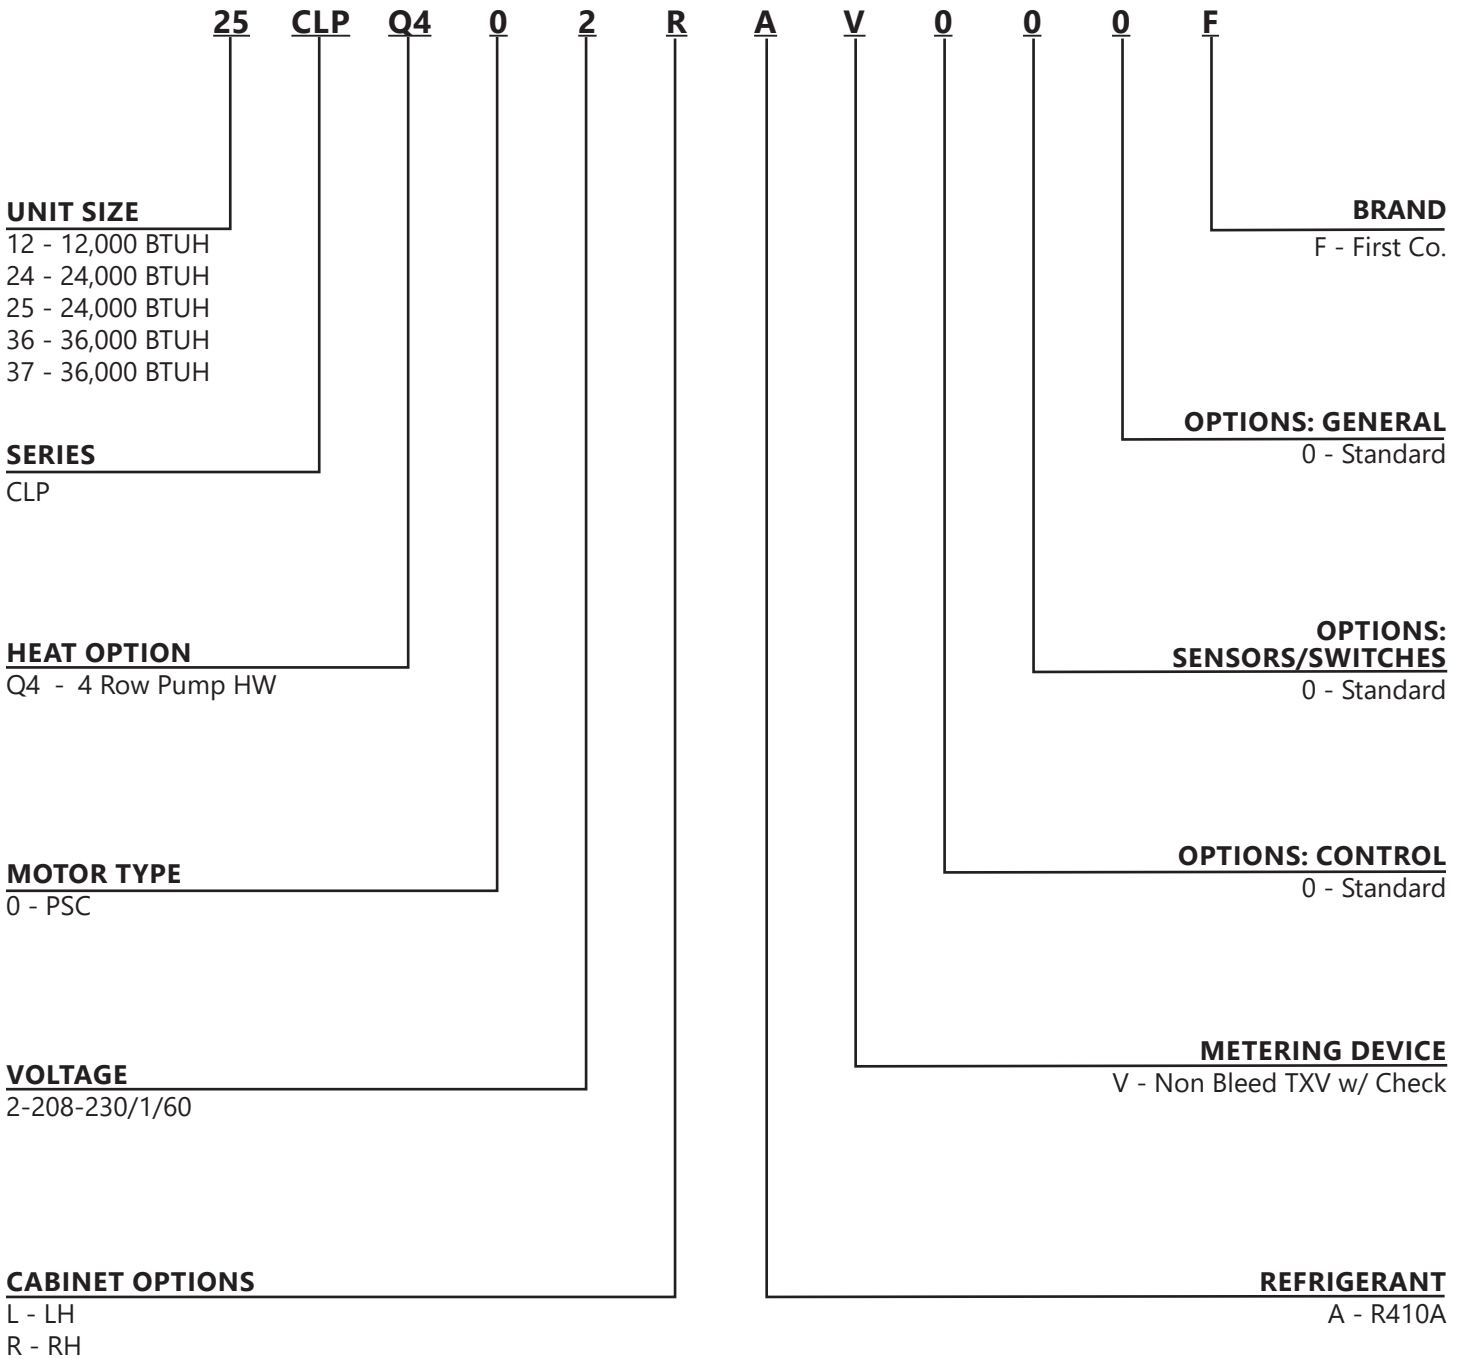 25 CLP Q4 0 2 R A V 0 0 0 F
UNIT SIZE
12 - 12,000 BTUH
24 - 24,000 BTUH
25 - 24,000 BTUH
36 - 36,000 BTUH
37 - 36,000 BTUH
SERIES
CLP
HEAT OPTION
Q4 - 4 Row Pump HW
MOTOR TYPE
0 - PSC
VOLTAGE
2-208-230/1/60
CABINET OPTIONS
L - LH
R - RH
BRAND
F - First Co.
OPTIONS: GENERAL
0 - Standard
OPTIONS:
SENSORS/SWITCHES
0 - Standard
OPTIONS: CONTROL
0 - Standard
METERING DEVICE
V - Non Bleed TXV w/ Check
REFRIGERANT
A - R410A